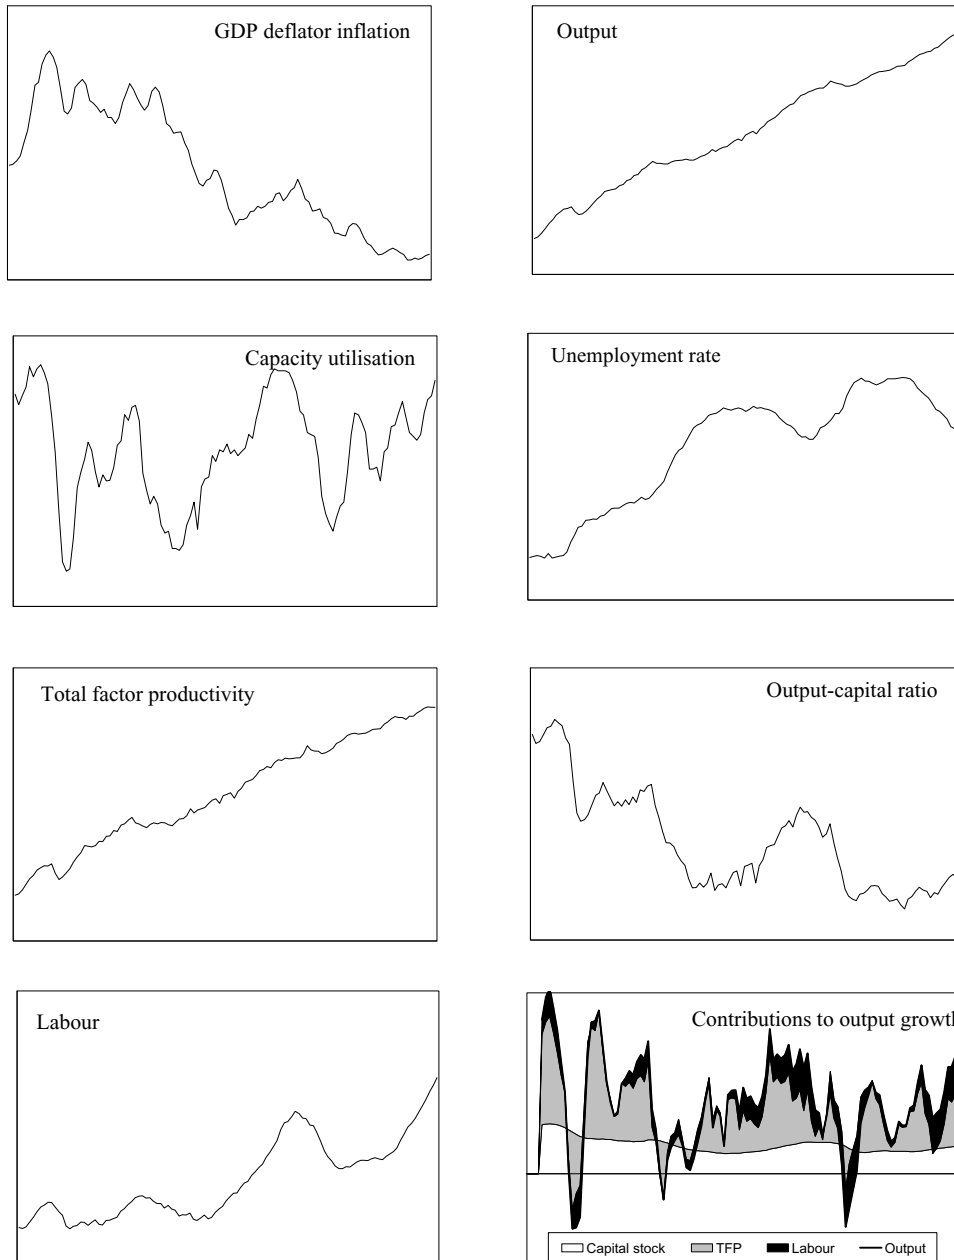 GDP deflator inflation
Output
Capacity utilisation
Unemployment rate
Total factor productivity
Output-capital ratio
Labour
Contributions to output growth
Capital stock TFP Labour Output